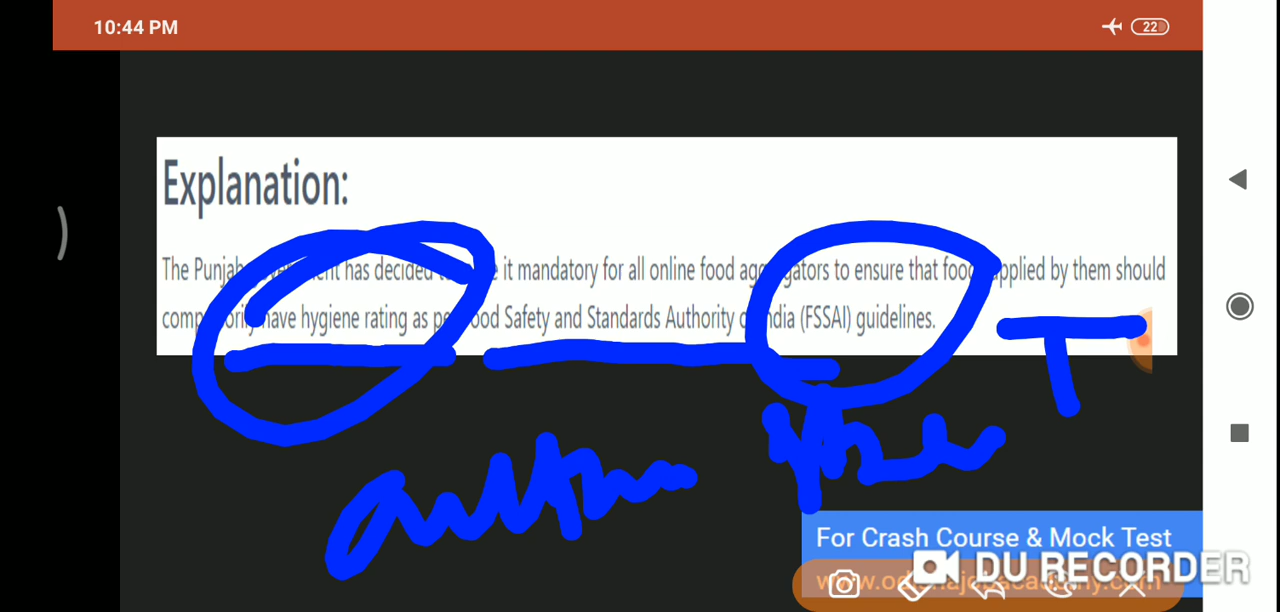 10:44 PM
22
Explanation:
The Punjab has decided it mandatory for all online food aggregators to ensure that food applied by them should
have hygiene rating as Food Safety and Standards Authority India (FSSAI) guidelines.
T
For Crash Course & Mock Test
DU RECORDER